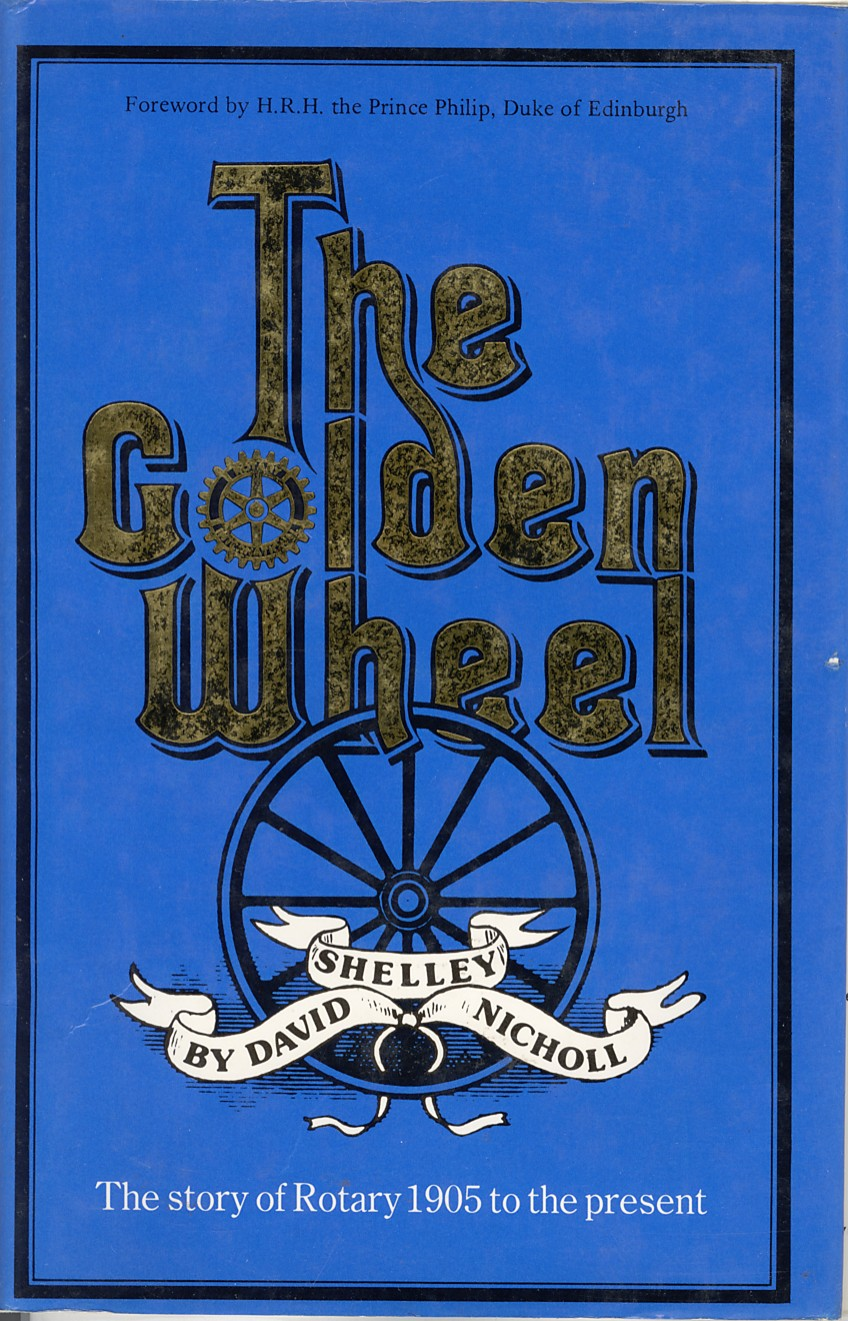 Foreword by H.R.H. the Prince Philip, Duke of Edinburgh
The
Golden
Wheel
SHELLEY
BY DAVID NICHOLL
The story of Rotary 1905 to the present